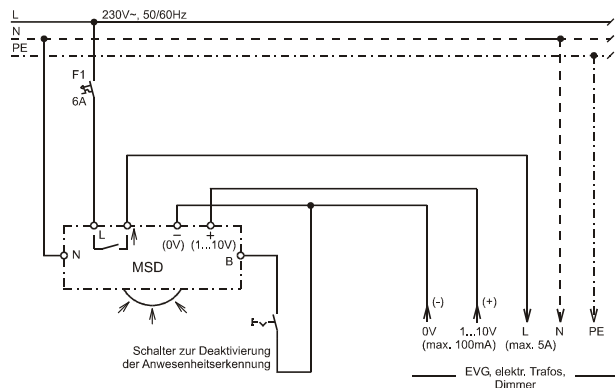 L 230V~, 50/60Hz
N
PE
F1
6A
L − + 
(0V) (1...10V)
N MSD B
(-) (+)
0V 1...10V L N PE
(max. 100mA) (max. 5A)
Schalter zur Deaktivierung
der Anwesenheitserkennung
EVG, elektr. Trafos,
Dimmer